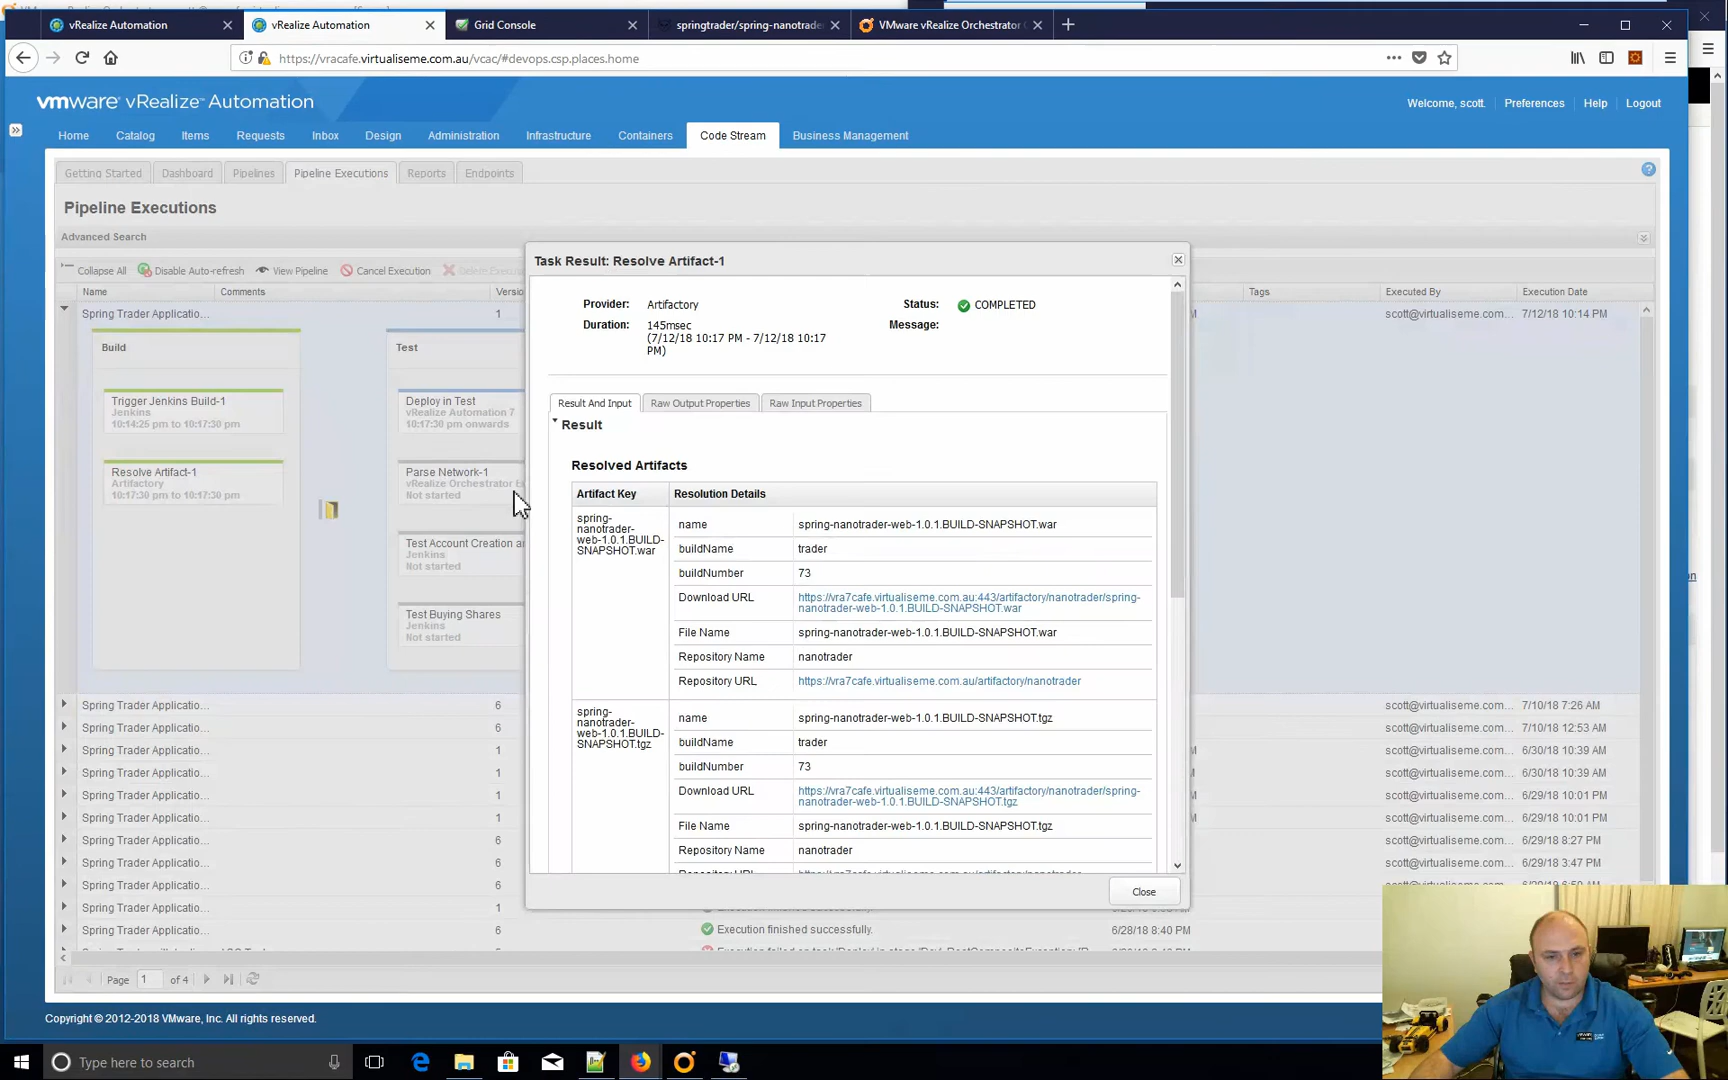 vRealize Automation
vRealize Automation
Grid Console
springtrader/spring-nanotrade
VMware vRealize Orchestrator
https://vracafe.virtualiseme.com.au/vcac/#devops.csp.places.home
vmware vRealize™ Automation
Welcome, scott.
Preferences
Help
Logout
Home
Catalog
Items
Requests
Inbox
Design
Administration
Infrastructure
Containers
Code Stream
Business Management
Getting Started
Dashboard
Pipelines
Pipeline Executions
Reports
Endpoints
Pipeline Executions
Advanced Search
Collapse All
Disable Auto-refresh
View Pipeline
Cancel Execution
Name
Comments
Versio
Tags
Executed By
Execution Date
Spring Trader Applicatio...
1
scott@virtualiseme.com...
7/12/18 10:14 PM
Build
Trigger Jenkins Build-1
Jenkins
10:14:25 pm to 10:17:30 pm
Resolve Artifact-1
Artifactory
10:17:30 pm to 10:17:30 pm
Test
Deploy in Test
vRealize Automation 7
10:17:30 pm onwards
Parse Network-1
vRealize Orchestrator E
Not started
Test Account Creation a
Jenkins
Not started
Test Buying Shares
Jenkins
Not started
Task Result: Resolve Artifact-1
Provider: Artifactory
Status: COMPLETED
Duration: 145msec
(7/12/18 10:17 PM - 7/12/18 10:17
PM)
Message:
Result And Input
Raw Output Properties
Raw Input Properties
Result
Resolved Artifacts
Artifact Key
Resolution Details
spring-
nanotrader-
web-1.0.1.BUILD-
SNAPSHOT.war
name spring-nanotrader-web-1.0.1.BUILD-SNAPSHOT.war
buildName trader
buildNumber 73
Download URL https://vra7cafe.virtualiseme.com.au:443/artifactory/nanotrader/spring-
nanotrader-web-1.0.1.BUILD-SNAPSHOT.war
File Name spring-nanotrader-web-1.0.1.BUILD-SNAPSHOT.war
Repository Name nanotrader
Repository URL https://vra7cafe.virtualiseme.com.au/artifactory/nanotrader
spring-
nanotrader-
web-1.0.1.BUILD-
SNAPSHOT.tgz
name spring-nanotrader-web-1.0.1.BUILD-SNAPSHOT.tgz
buildName trader
buildNumber 73
Download URL https://vra7cafe.virtualiseme.com.au:443/artifactory/nanotrader/spring-
nanotrader-web-1.0.1.BUILD-SNAPSHOT.tgz
File Name spring-nanotrader-web-1.0.1.BUILD-SNAPSHOT.tgz
Repository Name nanotrader
Close
Spring Trader Applicatio... 6 scott@virtualiseme.com... 7/10/18 7:26 AM
Spring Trader Applicatio... 6 scott@virtualiseme.com... 7/10/18 12:53 AM
Spring Trader Applicatio... 1 scott@virtualiseme.com... 6/30/18 10:39 AM
Spring Trader Applicatio... 1 scott@virtualiseme.com... 6/30/18 10:39 AM
Spring Trader Applicatio... 6 scott@virtualiseme.com... 6/29/18 10:01 PM
Spring Trader Applicatio... 1 scott@virtualiseme.com... 6/29/18 10:01 PM
Spring Trader Applicatio... 6 scott@virtualiseme.com... 6/29/18 8:27 PM
Spring Trader Applicatio... 6 scott@virtualiseme.com... 6/29/18 3:47 PM
Spring Trader Applicatio... 6
Spring Trader Applicatio... 1
Spring Trader Applicatio... 6 Execution finished successfully. 6/28/18 8:40 PM
Page 1 of 4
Copyright © 2012-2018 VMware, Inc. All rights reserved.
Type here to search